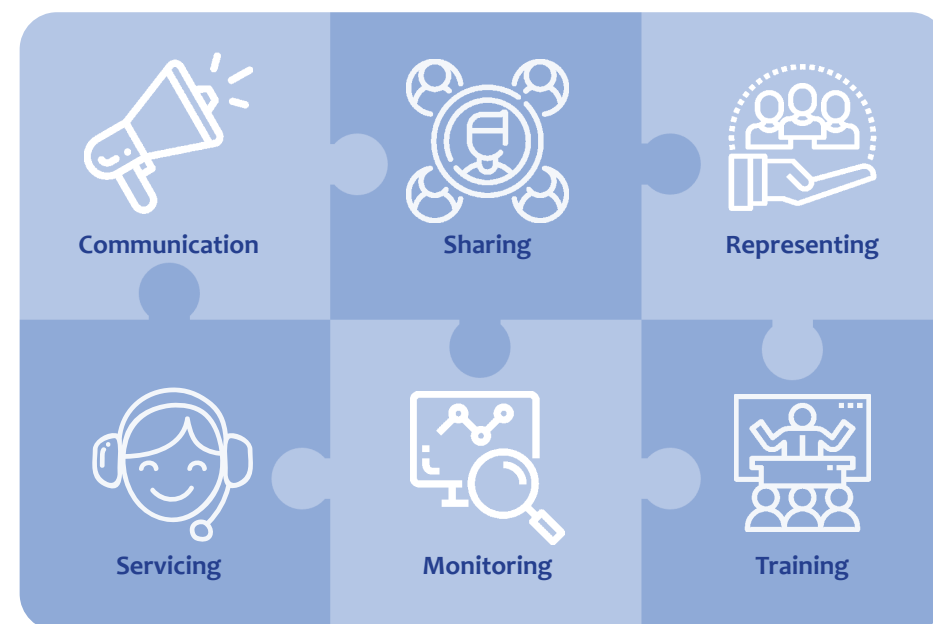 Communication
Sharing
Representing
Servicing
Monitoring
Training